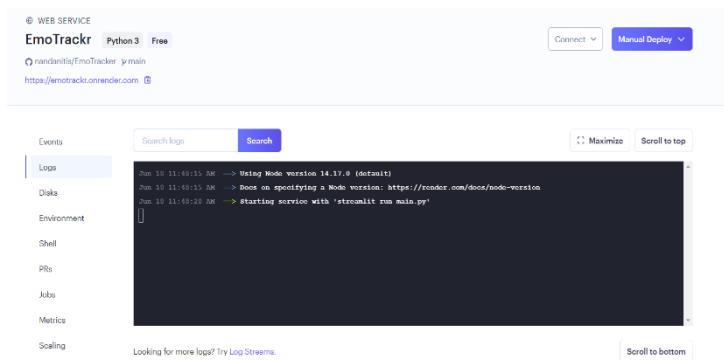 WEB SERVICE
EmoTrackr Python 3 Free
Connect
Manual Deploy
nandanitis/EmoTracker main
https://emotrackr.onrender.com
Events
Logs
Disks
Environment
Shell
PRs
Jobs
Metrics
Scaling
Search logs
Search
Maximize
Scroll to top
Jun 10 11:48:15 AM ==> Using Node version 14.17.0 (default)
Jun 10 11:48:15 AM ==> Docs on specifying a Node version: https://render.com/docs/node-version
Jun 10 11:48:20 AM ==> Starting service with 'streamlit run main.py'
Looking for more logs? Try Log Streams.
Scroll to bottom